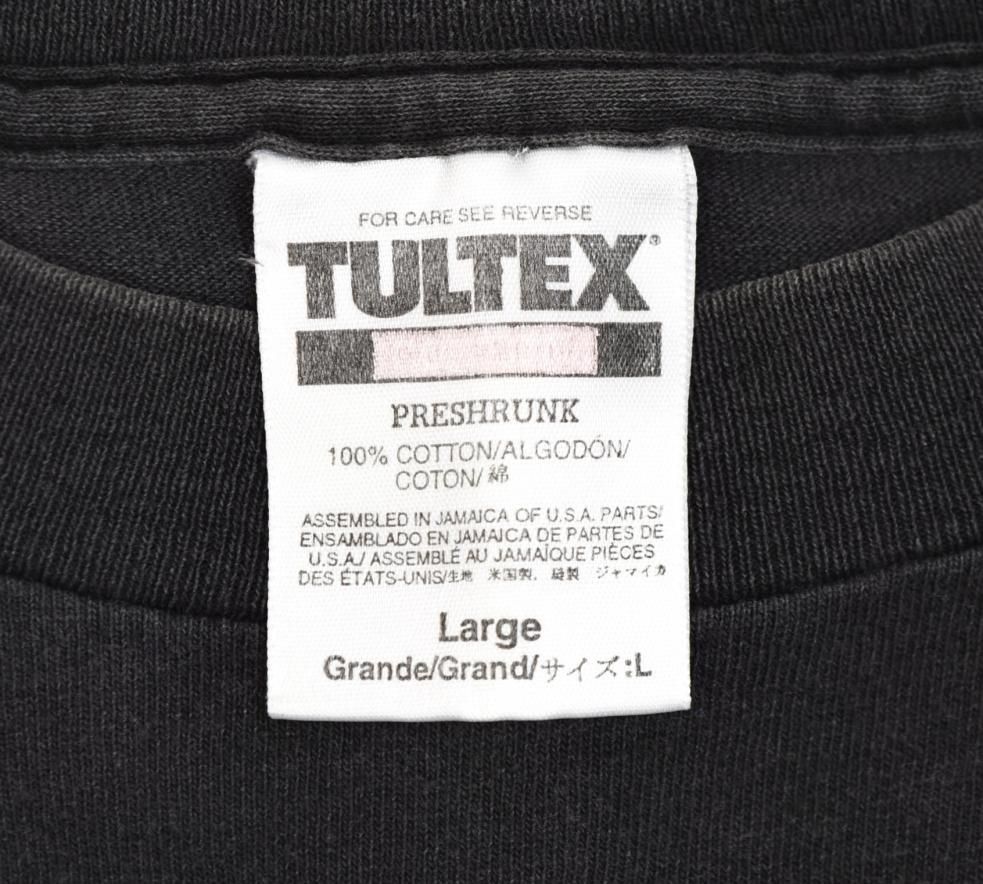 FOR CARE SEE REVERSE
TULTEX®
PRESHRUNK
100% COTTON/ALGODÓN/
COTON/綿
ASSEMBLED IN JAMAICA OF U.S.A. PARTS/
ENSAMBLADO EN JAMAICA DE PARTES DE
U.S.A./ ASSEMBLÉ AU JAMAÏQUE PIÈCES
DES ÉTATS-UNIS/生地 米国製. 縫製 ジャマイカ
Large
Grande/Grand/サイズ:L